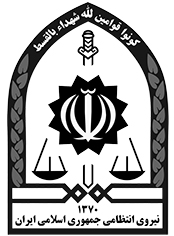 کونوا قوامین لله شهداء بالقسط
۱۳۷۰
نیروی انتظامی جمهوری اسلامی ایران